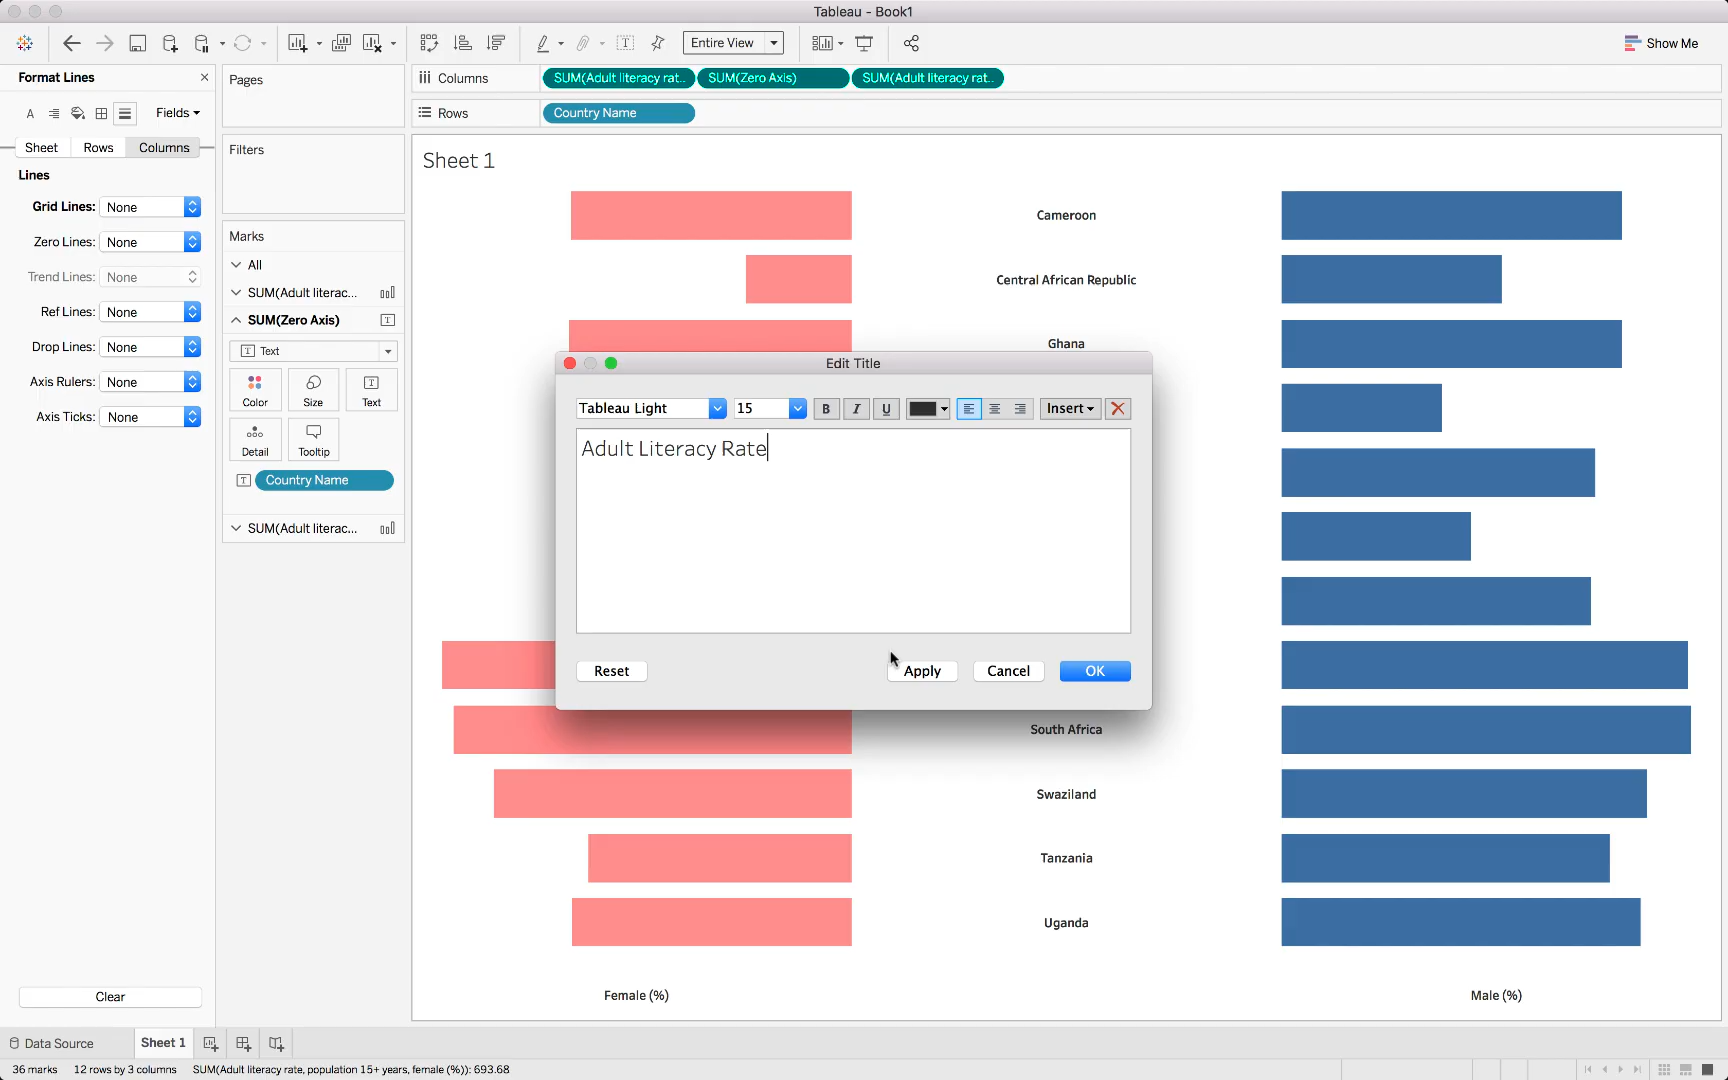 Tableau - Book1
Entire View
Show Me
Format Lines
Fields
Sheet
Rows
Columns
Lines
Grid Lines: None
Zero Lines: None
Trend Lines: None
Ref Lines: None
Drop Lines: None
Axis Rulers: None
Axis Ticks: None
Clear
Pages
Filters
Marks
All
SUM(Adult literac...
SUM(Zero Axis)
Text
Color
Size
Text
Detail
Tooltip
Country Name
SUM(Adult literac...
Columns
SUM(Adult literacy rat..
SUM(Zero Axis)
SUM(Adult literacy rat..
Rows
Country Name
Sheet 1
Cameroon
Central African Republic
Ghana
South Africa
Swaziland
Tanzania
Uganda
Female (%)
Male (%)
Edit Title
Tableau Light
15
B
I
U
Insert
Adult Literacy Rate
Reset
Apply
Cancel
OK
Data Source
Sheet 1
36 marks
12 rows by 3 columns
SUM(Adult literacy rate, population 15+ years, female (%)): 693.68